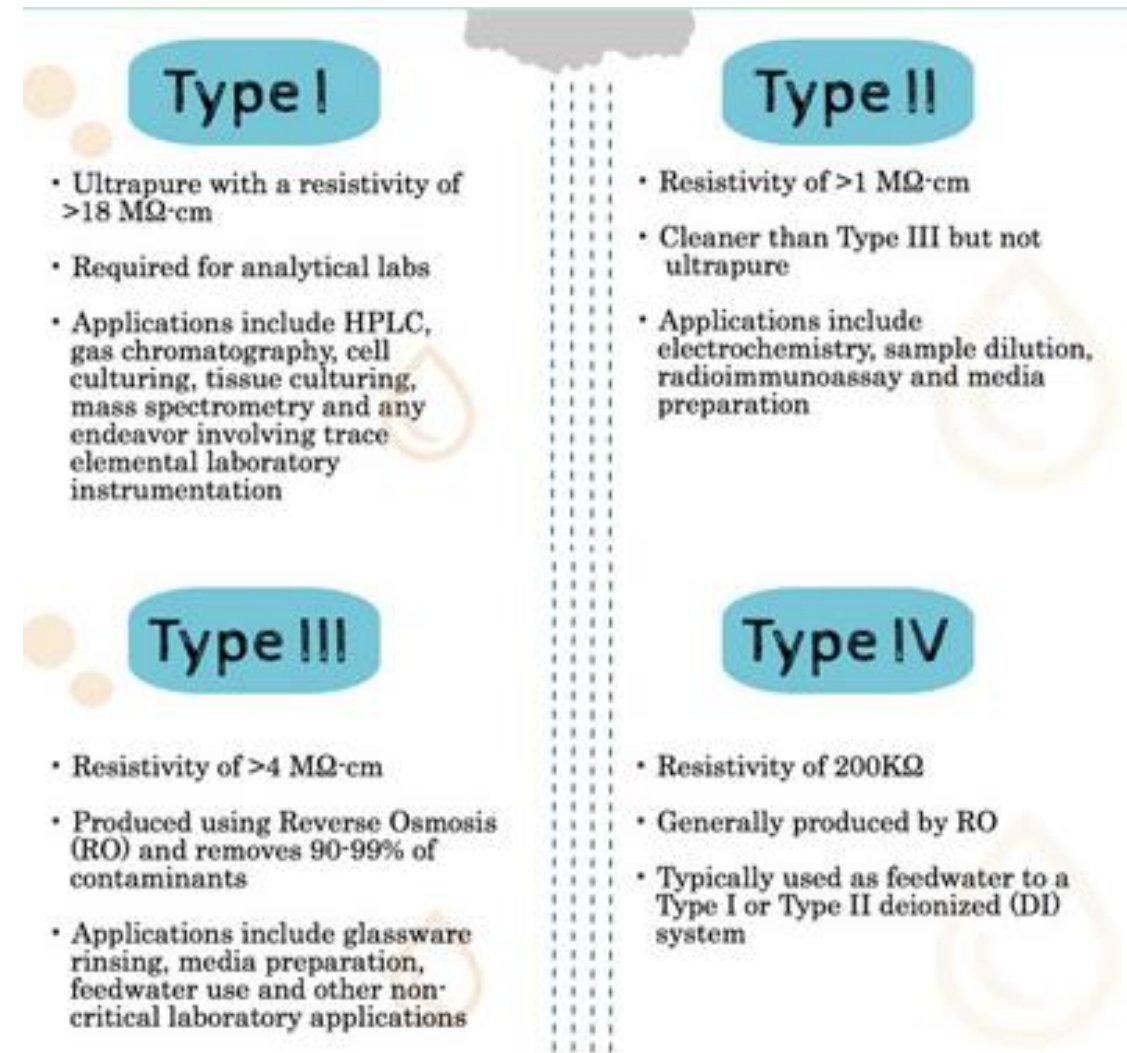 Type I
• Ultrapure with a resistivity of
>18 MΩ·cm
• Required for analytical labs
• Applications include HPLC,
gas chromatography, cell
culturing, tissue culturing,
mass spectrometry and any
endeavor involving trace
elemental laboratory
instrumentation
Type II
• Resistivity of >1 MΩ·cm
• Cleaner than Type III but not
ultrapure
• Applications include
electrochemistry, sample dilution,
radioimmunoassay and media
preparation
Type III
• Resistivity of >4 MΩ·cm
• Produced using Reverse Osmosis
(RO) and removes 90-99% of
contaminants
• Applications include glassware
rinsing, media preparation,
feedwater use and other non-
critical laboratory applications
Type IV
• Resistivity of 200KΩ
• Generally produced by RO
• Typically used as feedwater to a
Type I or Type II deionized (DI)
system